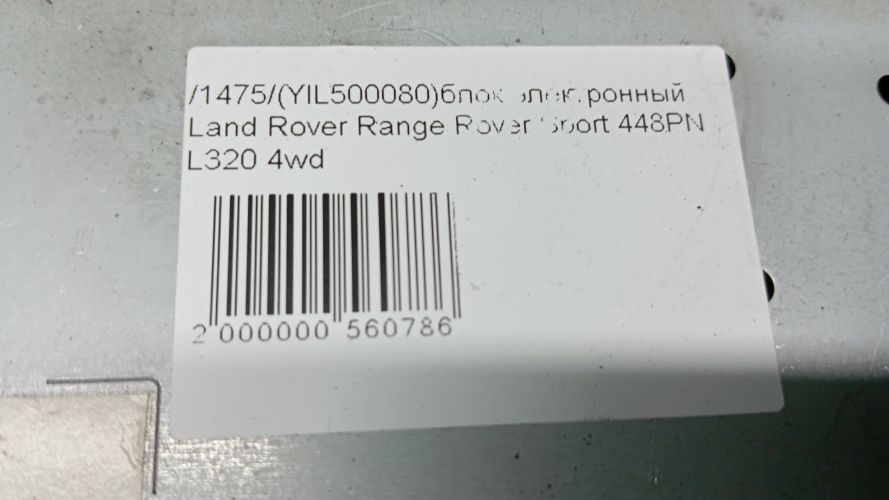 /1475/(YIL500080)блок электронный
Land Rover Range Rover Sport 448PN
L320 4wd
2 000000 560786